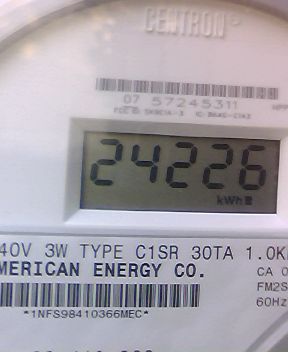 CENTRON
07 57245311
24226
kWh
40V 3W TYPE C1SR 30TA 1.0K
MERICAN ENERGY CO.
CA 0
FM2S
60Hz
*1NFS98410366MEC*